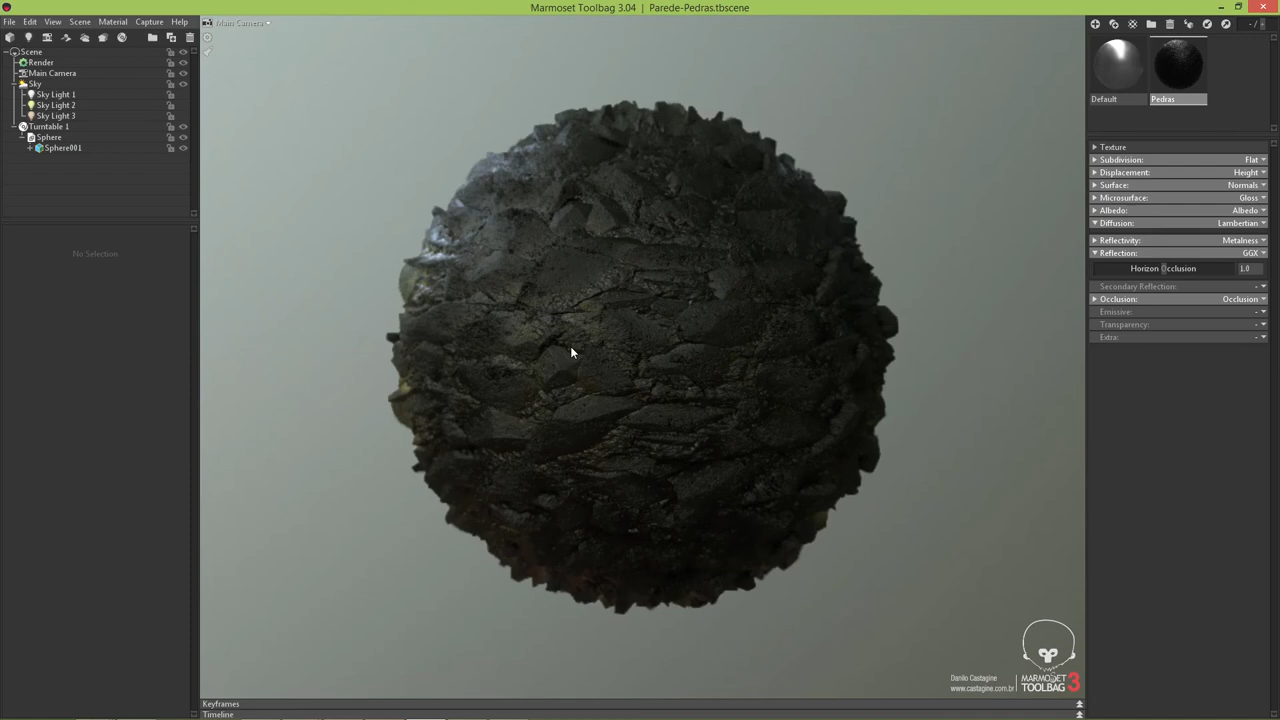 Marmoset Toolbag 3.04 | Parede-Pedras.tbscene
File Edit View Scene Material Capture Help
Main Camera
Scene
Render
Main Camera
Sky
Sky Light 1
Sky Light 2
Sky Light 3
Turntable 1
Sphere
Sphere001
No Selection
Default Pedras
Texture
Subdivision: Flat
Displacement: Height
Surface: Normals
Microsurface: Gloss
Albedo: Albedo
Diffusion: Lambertian
Reflectivity: Metalness
Reflection: GGX
Horizon Occlusion 1.0
Secondary Reflection: -
Occlusion: Occlusion
Emissive: -
Transparency: -
Extra: -
Danilo Castagine
www.castagine.com.br
MARMOSET
TOOLBAG 3
Keyframes
Timeline